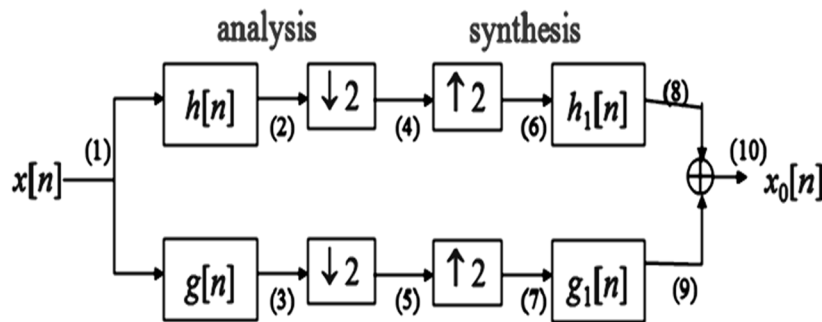 analysis synthesis
h[n] ↓2 ↑2 h₁[n] (8)
(2) (4) (6)
(1) (10)
x[n] x₀[n]
g[n] ↓2 ↑2 g₁[n]
(3) (5) (7) (9)